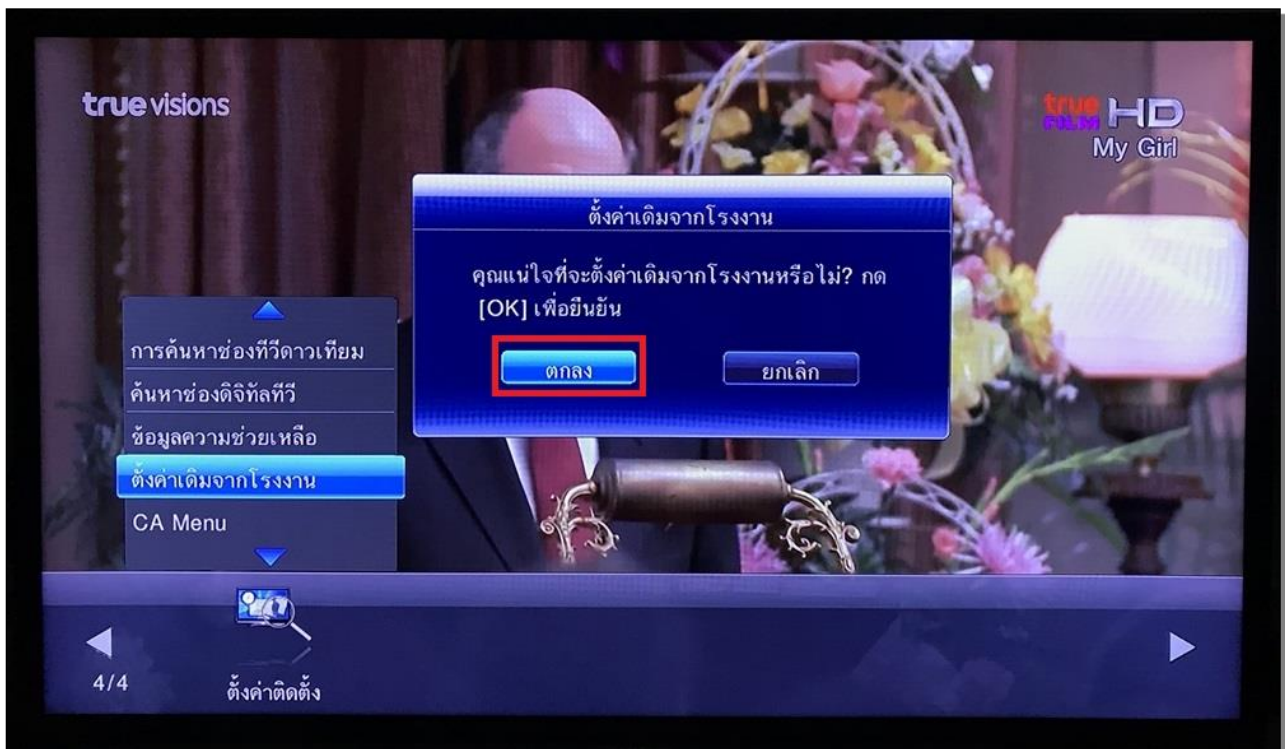 true visions
true
FILM HD
My Girl
ตั้งค่าเดิมจากโรงงาน
คุณแน่ใจที่จะตั้งค่าเดิมจากโรงงานหรือไม่? กด
[OK] เพื่อยืนยัน
ตกลง
ยกเลิก
การค้นหาช่องทีวีดาวเทียม
ค้นหาช่องดิจิทัลทีวี
ข้อมูลความช่วยเหลือ
ตั้งค่าเดิมจากโรงงาน
CA Menu
4/4
ตั้งค่าติดตั้ง